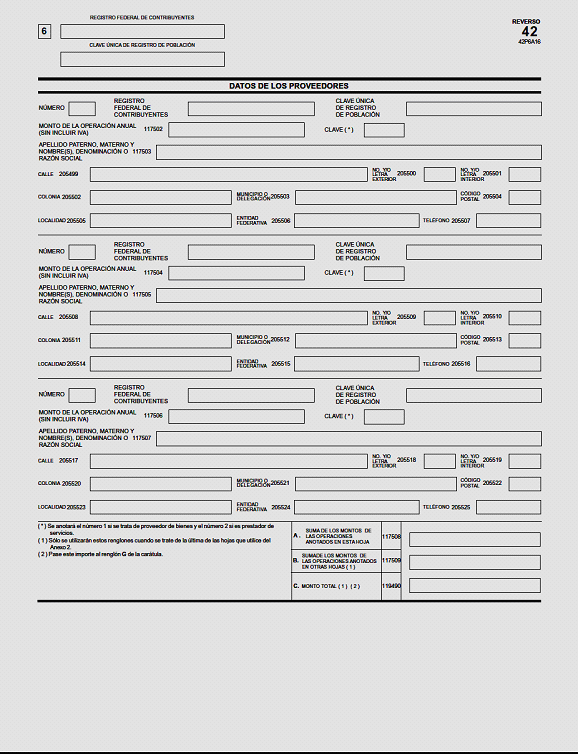 REGISTRO FEDERAL DE CONTRIBUYENTES
6
CLAVE ÚNICA DE REGISTRO DE POBLACIÓN
REVERSO
42
42P6A16
DATOS DE LOS PROVEEDORES
NÚMERO
REGISTRO
FEDERAL DE
CONTRIBUYENTES
CLAVE ÚNICA
DE REGISTRO
DE POBLACIÓN
MONTO DE LA OPERACIÓN ANUAL
(SIN INCLUIR IVA)
117502
CLAVE ( * )
APELLIDO PATERNO, MATERNO Y
NOMBRE(S), DENOMINACIÓN O 117503
RAZÓN SOCIAL
CALLE 205499
NO. Y/O
LETRA
EXTERIOR
205500
NO. Y/O
LETRA
INTERIOR
205501
COLONIA 205502
MUNICIPIO O
DELEGACIÓN 205503
CÓDIGO
POSTAL 205504
LOCALIDAD 205505
ENTIDAD
FEDERATIVA 205506
TELÉFONO 205507
NÚMERO
REGISTRO
FEDERAL DE
CONTRIBUYENTES
CLAVE ÚNICA
DE REGISTRO
DE POBLACIÓN
MONTO DE LA OPERACIÓN ANUAL
(SIN INCLUIR IVA)
117504
CLAVE ( * )
APELLIDO PATERNO, MATERNO Y
NOMBRE(S), DENOMINACIÓN O 117505
RAZÓN SOCIAL
CALLE 205508
NO. Y/O
LETRA
EXTERIOR
205509
NO. Y/O
LETRA
INTERIOR
205510
COLONIA 205511
MUNICIPIO O
DELEGACIÓN 205512
CÓDIGO
POSTAL 205513
LOCALIDAD 205514
ENTIDAD
FEDERATIVA 205515
TELÉFONO 205516
NÚMERO
REGISTRO
FEDERAL DE
CONTRIBUYENTES
CLAVE ÚNICA
DE REGISTRO
DE POBLACIÓN
MONTO DE LA OPERACIÓN ANUAL
(SIN INCLUIR IVA)
117506
CLAVE ( * )
APELLIDO PATERNO, MATERNO Y
NOMBRE(S), DENOMINACIÓN O 117507
RAZÓN SOCIAL
CALLE 205517
NO. Y/O
LETRA
EXTERIOR
205518
NO. Y/O
LETRA
INTERIOR
205519
COLONIA 205520
MUNICIPIO O
DELEGACIÓN 205521
CÓDIGO
POSTAL 205522
LOCALIDAD 205523
ENTIDAD
FEDERATIVA 205524
TELÉFONO 205525
( * ) Se anotará el número 1 si se trata de proveedor de bienes y el número 2 si es prestador de
servicios.
( 1 ) Sólo se utilizarán estos renglones cuando se trate de la última de las hojas que utilice del
Anexo 2.
( 2 ) Pase este importe al renglón G de la carátula.
A. SUMA DE LOS MONTOS DE
LAS OPERACIONES
ANOTADOS EN ESTA HOJA
117508
B. SUMADE LOS MONTOS DE
LAS OPERACIONES ANOTADOS
EN OTRAS HOJAS ( 1 )
117509
C. MONTO TOTAL ( 1 ) ( 2 )
119490